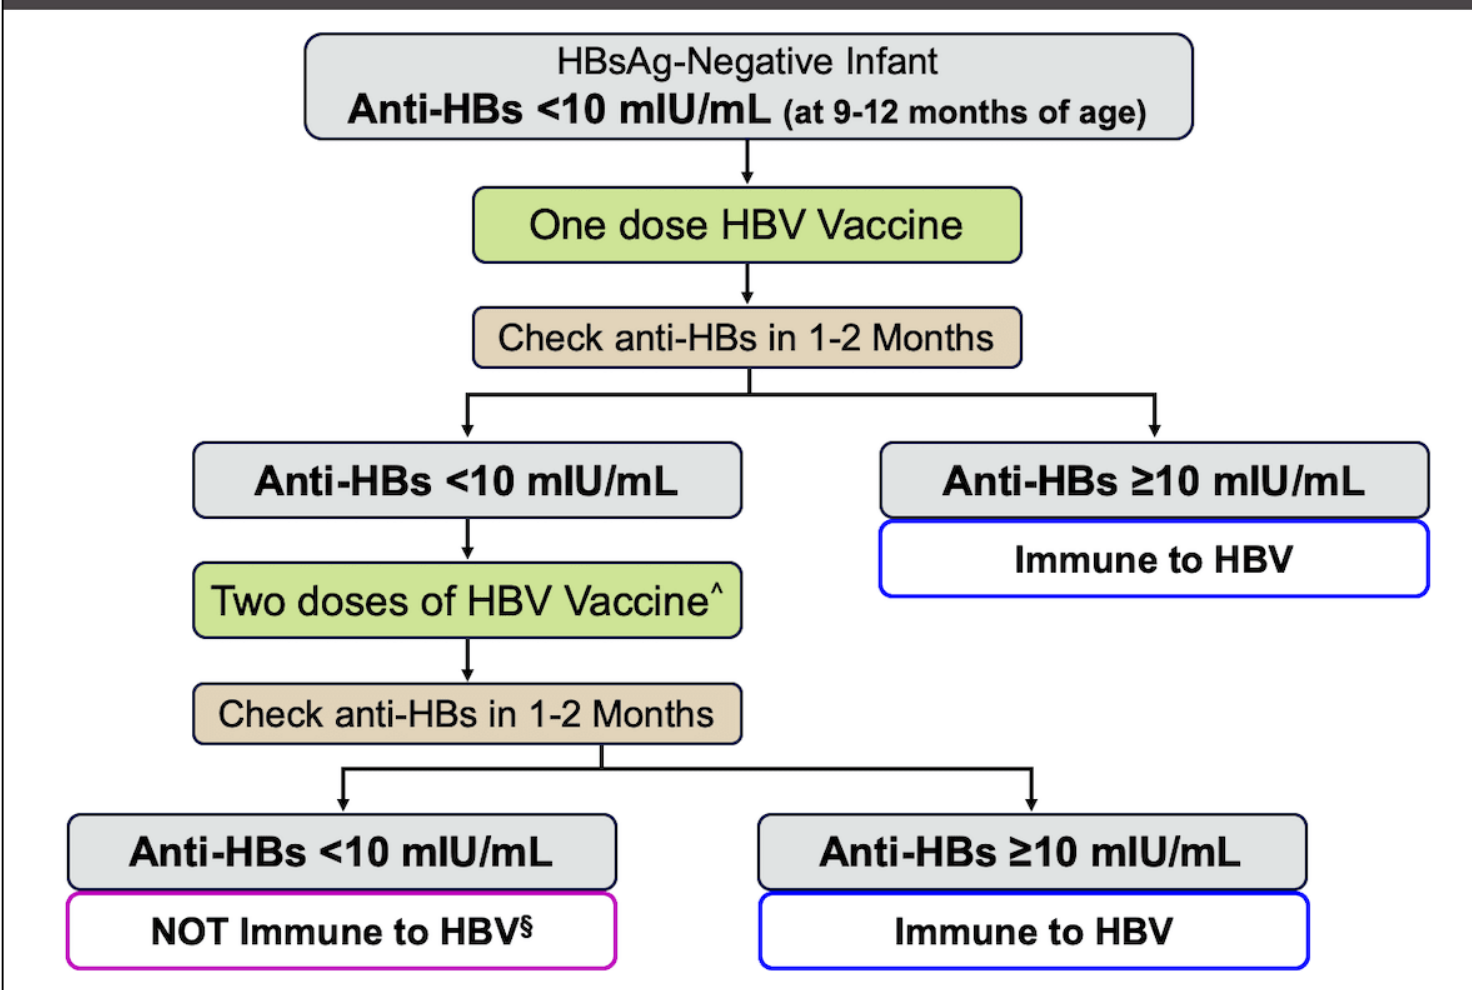 HBsAg-Negative Infant
Anti-HBs <10 mIU/mL (at 9-12 months of age)
One dose HBV Vaccine
Check anti-HBs in 1-2 Months
Anti-HBs <10 mIU/mL
Anti-HBs ≥10 mIU/mL
Immune to HBV
Two doses of HBV Vaccine^
Check anti-HBs in 1-2 Months
Anti-HBs <10 mIU/mL
Anti-HBs ≥10 mIU/mL
NOT Immune to HBV§
Immune to HBV